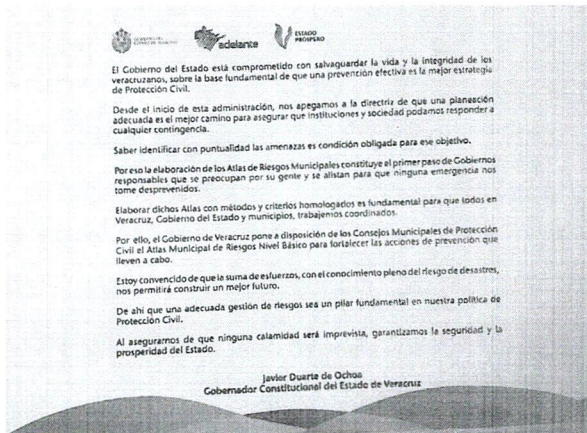 GOBIERNO DEL
ESTADO DE VERACRUZ
adelante
ESTADO
PRÓSPERO
El Gobierno del Estado está comprometido con salvaguardar la vida y la integridad de los
veracruzanos, sobre la base fundamental de que una prevención efectiva es la mejor estrategia
de Protección Civil.
Desde el inicio de esta administración, nos apegamos a la directriz de que una planeación
adecuada es el mejor camino para asegurar que instituciones y sociedad podamos responder a
cualquier contingencia.
Saber identificar con puntualidad las amenazas es condición obligada para ese objetivo.
Por eso la elaboración de los Atlas de Riesgos Municipales constituye el primer paso de Gobiernos
responsables que se preocupan por su gente y se alistan para que ninguna emergencia nos
tome desprevenidos.
Elaborar dichos Atlas con métodos y criterios homologados es fundamental para que todos en
Veracruz, Gobierno del Estado y municipios, trabajemos coordinados.
Por ello, el Gobierno de Veracruz pone a disposición de los Consejos Municipales de Protección
Civil el Atlas Municipal de Riesgos Nivel Básico para fortalecer las acciones de prevención que
lleven a cabo.
Estoy convencido de que la suma de esfuerzos, con el conocimiento pleno del riesgo de desastres,
nos permitirá construir un mejor futuro.
De ahí que una adecuada gestión de riesgos sea un pilar fundamental en nuestra política de
Protección Civil.
Al asegurarnos de que ninguna calamidad será imprevista, garantizamos la seguridad y la
prosperidad del Estado.
Javier Duarte de Ochoa
Gobernador Constitucional del Estado de Veracruz